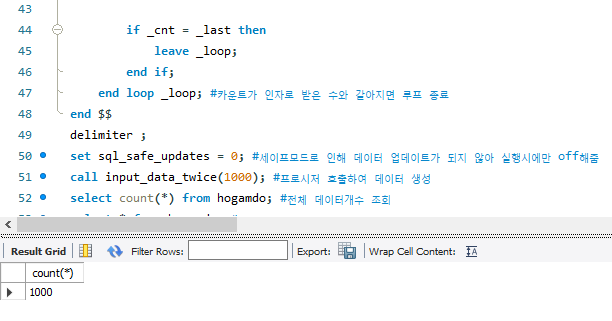 43
44 if _cnt = _last then
45 leave _loop;
46 end if;
47 end loop _loop; #카운트가 인자로 받은 수와 같아지면 루프 종료
48 end $$
49 delimiter ;
50 set sql_safe_updates = 0; #세이프모드로 인해 데이터 업데이트가 되지 않아 실행시에만 off해줌
51 call input_data_twice(1000); #프로시저 호출하여 데이터 생성
52 select count(*) from hogamdo; #전체 데이터개수 조회
Result Grid Filter Rows: Export: Wrap Cell Content:
count(*)
1000